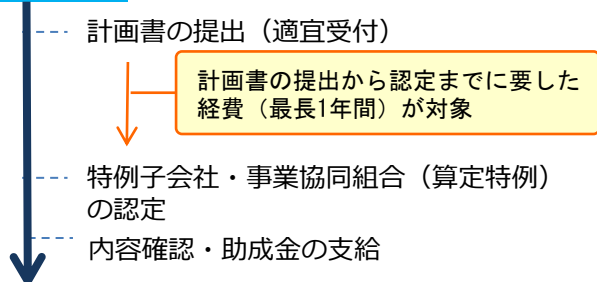 計画書の提出（適宜受付）
計画書の提出から認定までに要した
経費（最長1年間）が対象
特例子会社・事業協同組合（算定特例）
の認定
内容確認・助成金の支給